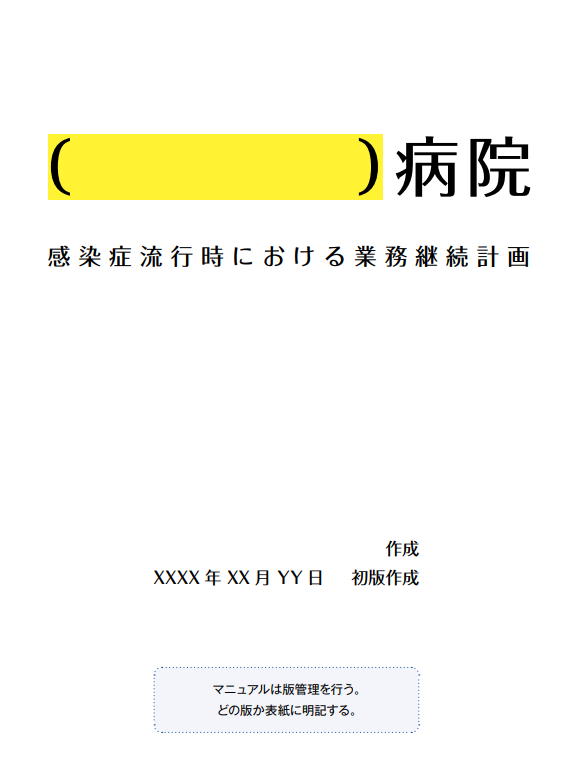 (　　　　)病院
感染症流行時における業務継続計画
作成
XXXX 年 XX 月 YY 日　初版作成
マニュアルは版管理を行う。
どの版か表紙に明記する。